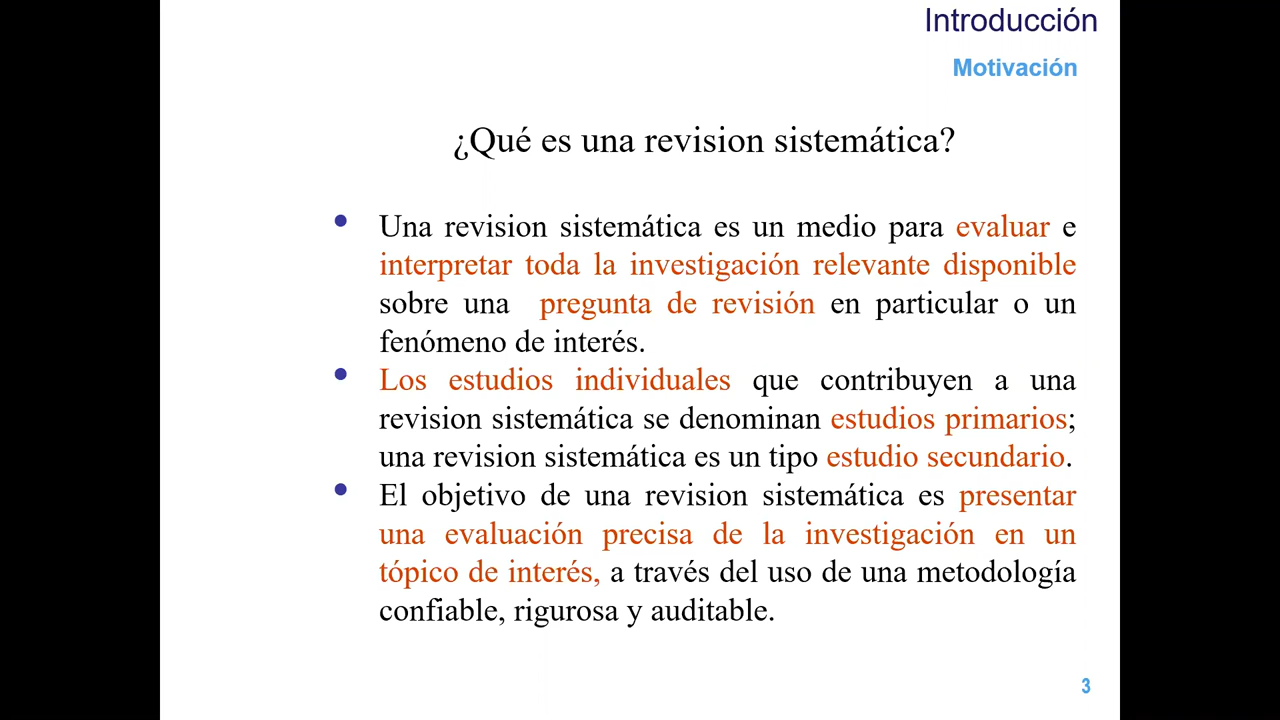 Introducción
Motivación
¿Qué es una revision sistemática?
Una revision sistemática es un medio para evaluar e
interpretar toda la investigación relevante disponible
sobre una pregunta de revisión en particular o un
fenómeno de interés.
Los estudios individuales que contribuyen a una
revision sistemática se denominan estudios primarios;
una revision sistemática es un tipo estudio secundario.
El objetivo de una revision sistemática es presentar
una evaluación precisa de la investigación en un
tópico de interés, a través del uso de una metodología
confiable, rigurosa y auditable.
3